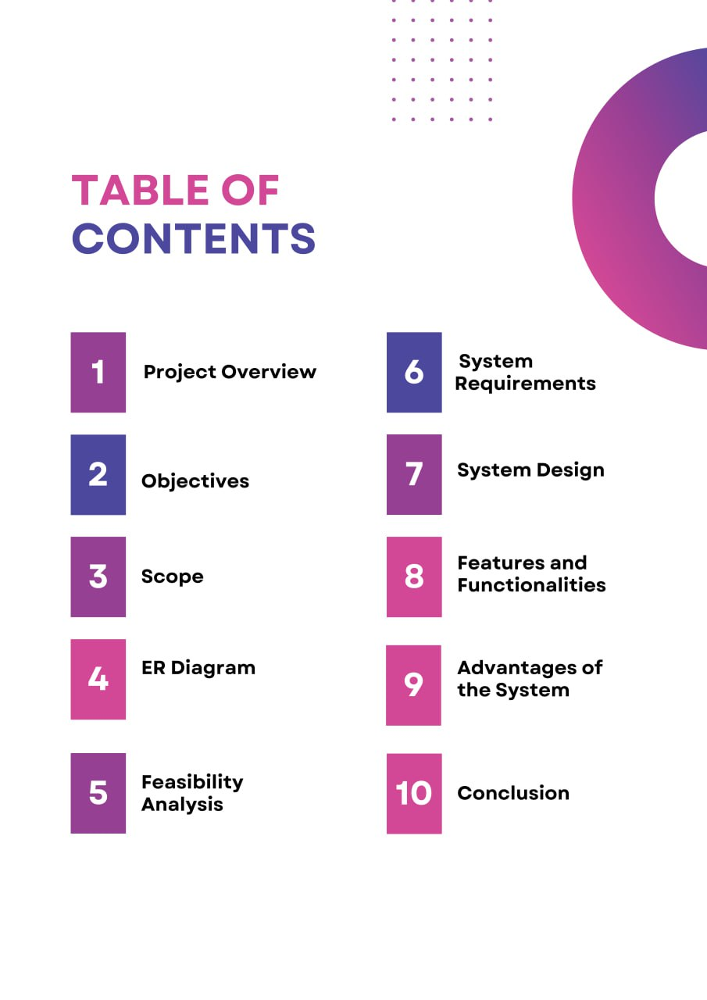 TABLE OF
CONTENTS
1
Project Overview
2
Objectives
3
Scope
4
ER Diagram
5
Feasibility
Analysis
6
System
Requirements
7
System Design
8
Features and
Functionalities
9
Advantages of
the System
10
Conclusion